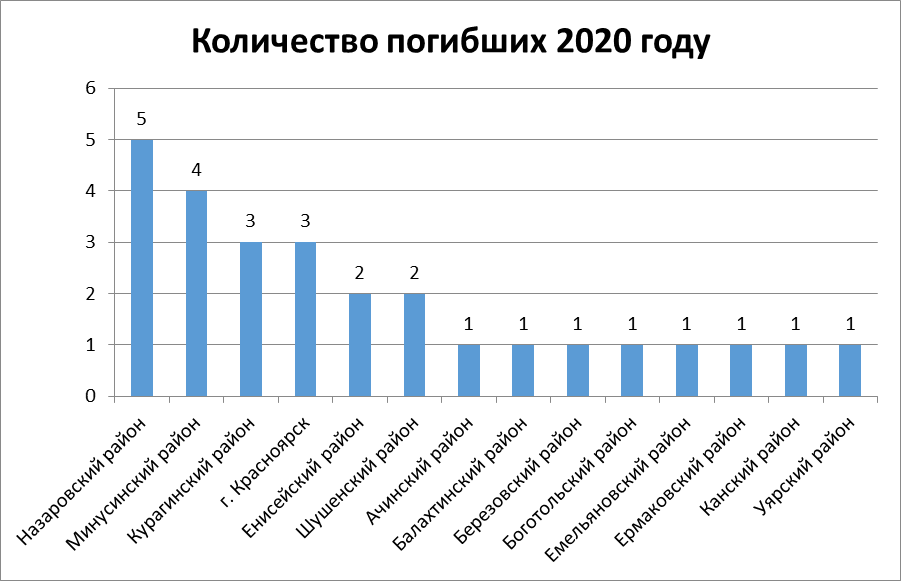 Количество погибших 2020 году
6
5
4
3
2
1
0
5
4
3
3
2
2
1
1
1
1
1
1
1
1
Назаровский район
Минусинский район
Курагинский район
г. Красноярск
Енисейский район
Шушенский район
Ачинский район
Балахтинский район
Березовский район
Боготольский район
Емельяновский район
Ермаковский район
Канский район
Уярский район